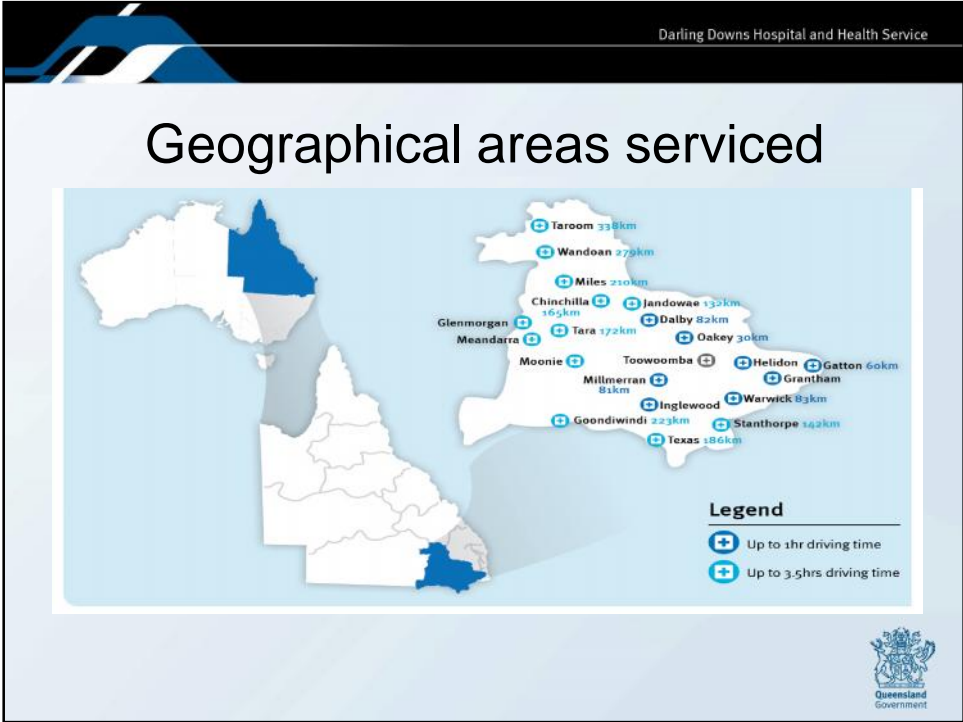 Darling Downs Hospital and Health Service
Geographical areas serviced
Taroom 338km
Wandoan 279km
Miles 210km
Chinchilla
165km
Jandowae 132km
Glenmorgan
Tara 172km
Dalby 82km
Meandarra
Oakey 30km
Moonie
Toowoomba
Helidon
Gatton 60km
Millmerran
81km
Grantham
Inglewood
Warwick 83km
Goondiwindi 223km
Stanthorpe 142km
Texas 186km
Legend
Up to 1hr driving time
Up to 3.5hrs driving time
Queensland
Government